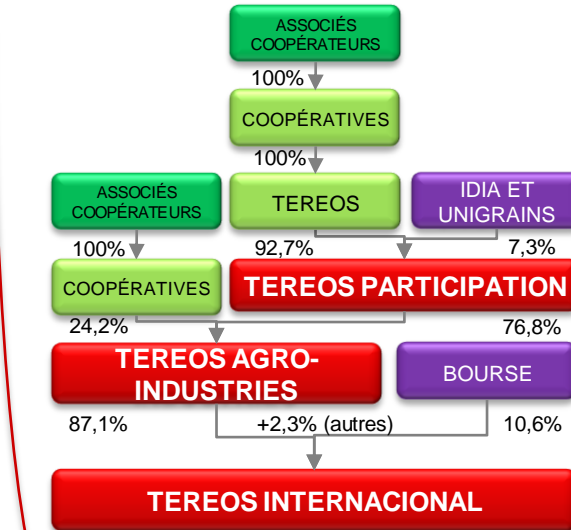 ASSOCIÉS
COOPÉRATEURS
100%
COOPÉRATIVES
100%
ASSOCIÉS
COOPÉRATEURS
TEREOS
IDIA ET
UNIGRAINS
100%
92,7%
7,3%
COOPÉRATIVES
TEREOS PARTICIPATION
24,2%
76,8%
TEREOS AGRO-
INDUSTRIES
BOURSE
87,1%
+2,3% (autres)
10,6%
TEREOS INTERNACIONAL